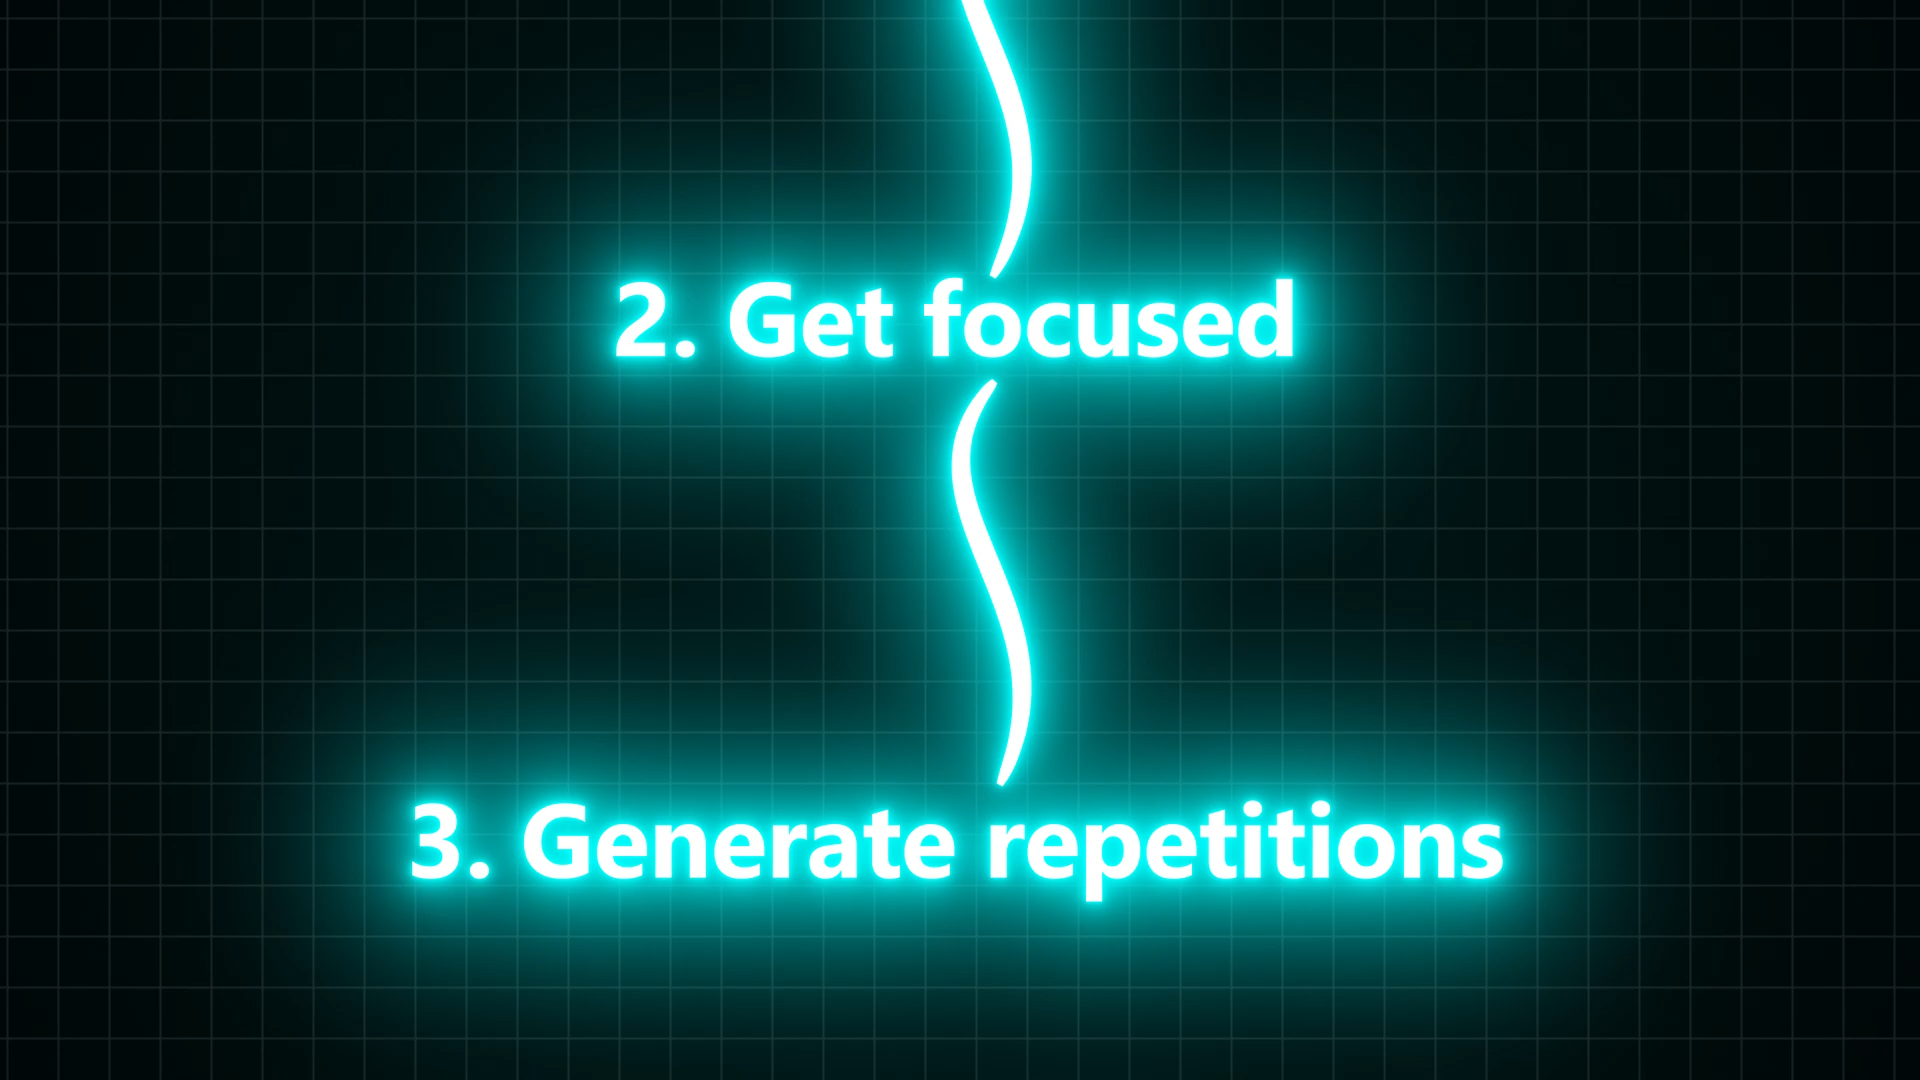 2. Get focused
3. Generate repetitions